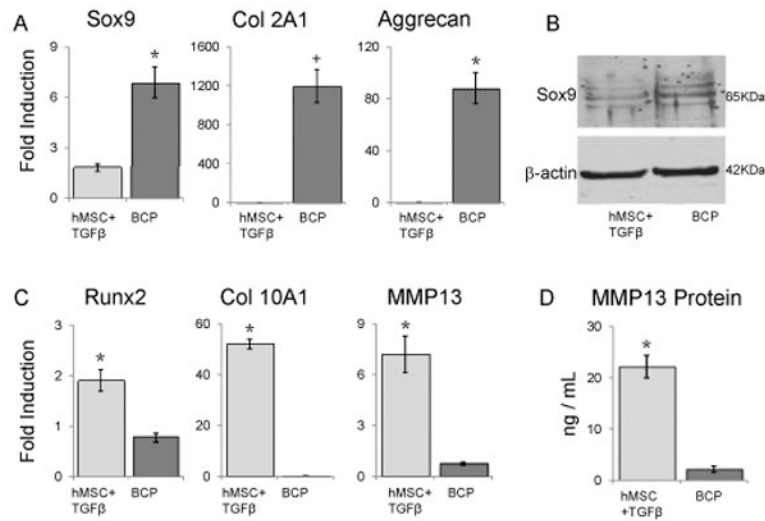 A
Sox9
Col 2A1
Aggrecan
Fold Induction
9
6
3
0
*
hMSC+
TGFβ
BCP
1600
1200
800
400
0
+
hMSC+
TGFβ
BCP
120
80
40
0
*
hMSC+
TGFβ
BCP
B
Sox9
65KDa
β-actin
42KDa
hMSC+
TGFβ
BCP
C
Runx2
Col 10A1
MMP13
Fold Induction
3
2
1
0
*
hMSC+
TGFβ
BCP
60
40
20
0
*
hMSC+
TGFβ
BCP
9
6
3
0
*
hMSC+
TGFβ
BCP
D
MMP13 Protein
ng / mL
30
20
10
0
*
hMSC
+TGFβ
BCP